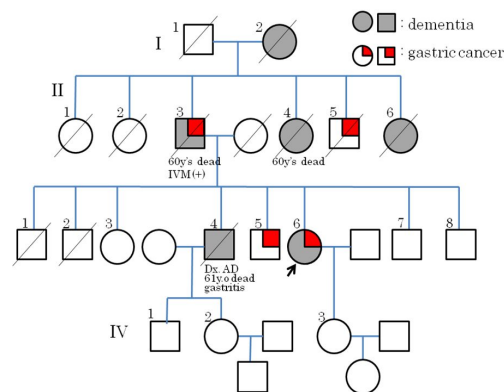 I
1
2
: dementia
: gastric cancer
II
1
2
3
4
5
6
60y's dead
IVM (+)
60y's dead
1
2
3
4
5
6
7
8
Dx. AD
61y.o dead
gastritis
IV
1
2
3